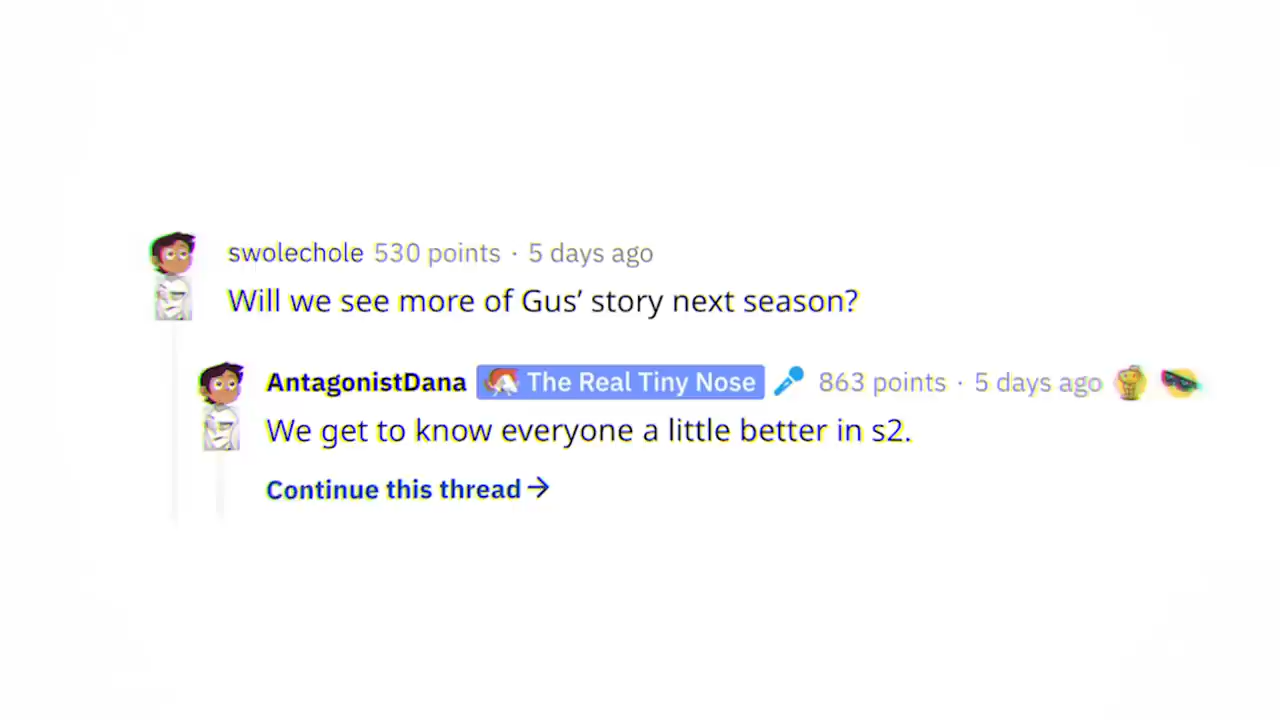 swolechole 530 points · 5 days ago
Will we see more of Gus’ story next season?
AntagonistDana The Real Tiny Nose 863 points · 5 days ago
We get to know everyone a little better in s2.
Continue this thread →